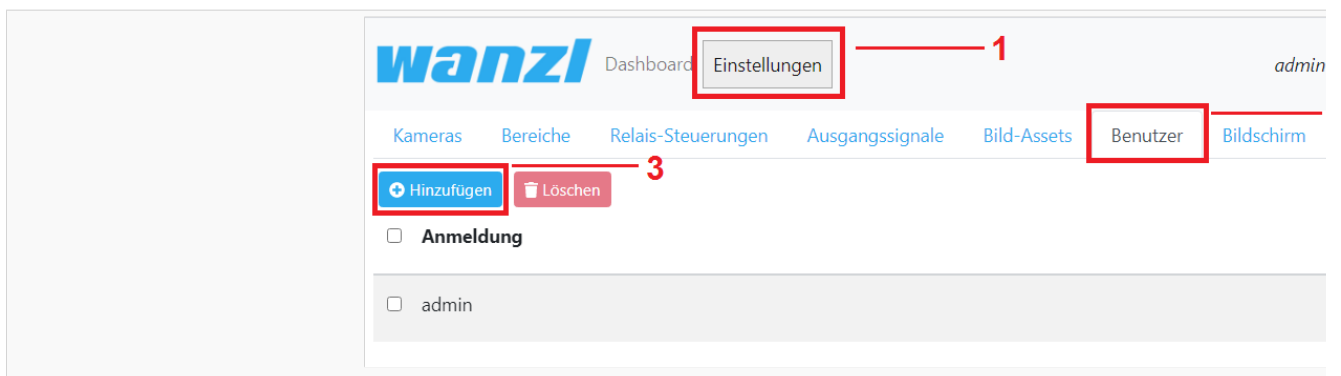 wanzl Dashboard Einstellungen 1 admin
Kameras Bereiche Relais-Steuerungen Ausgangssignale Bild-Assets Benutzer Bildschirm
Hinzufügen Löschen 3
Anmeldung
admin